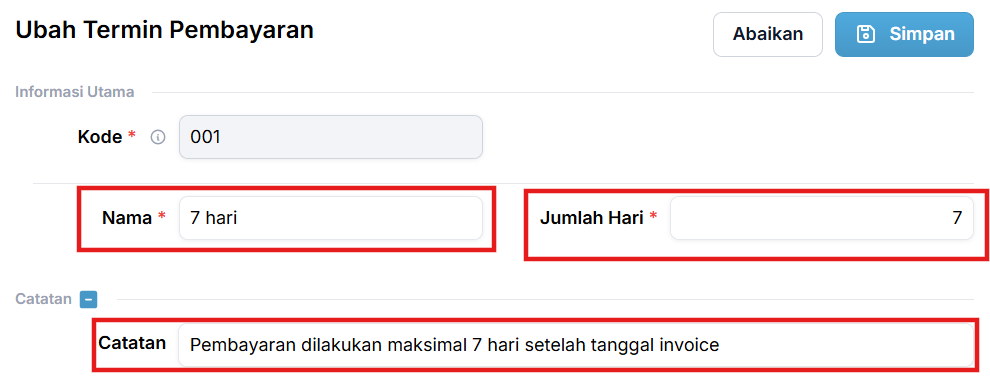 Ubah Termin Pembayaran
Abaikan
Simpan
Informasi Utama
Kode *
001
Nama *
7 hari
Jumlah Hari *
7
Catatan
Catatan
Pembayaran dilakukan maksimal 7 hari setelah tanggal invoice